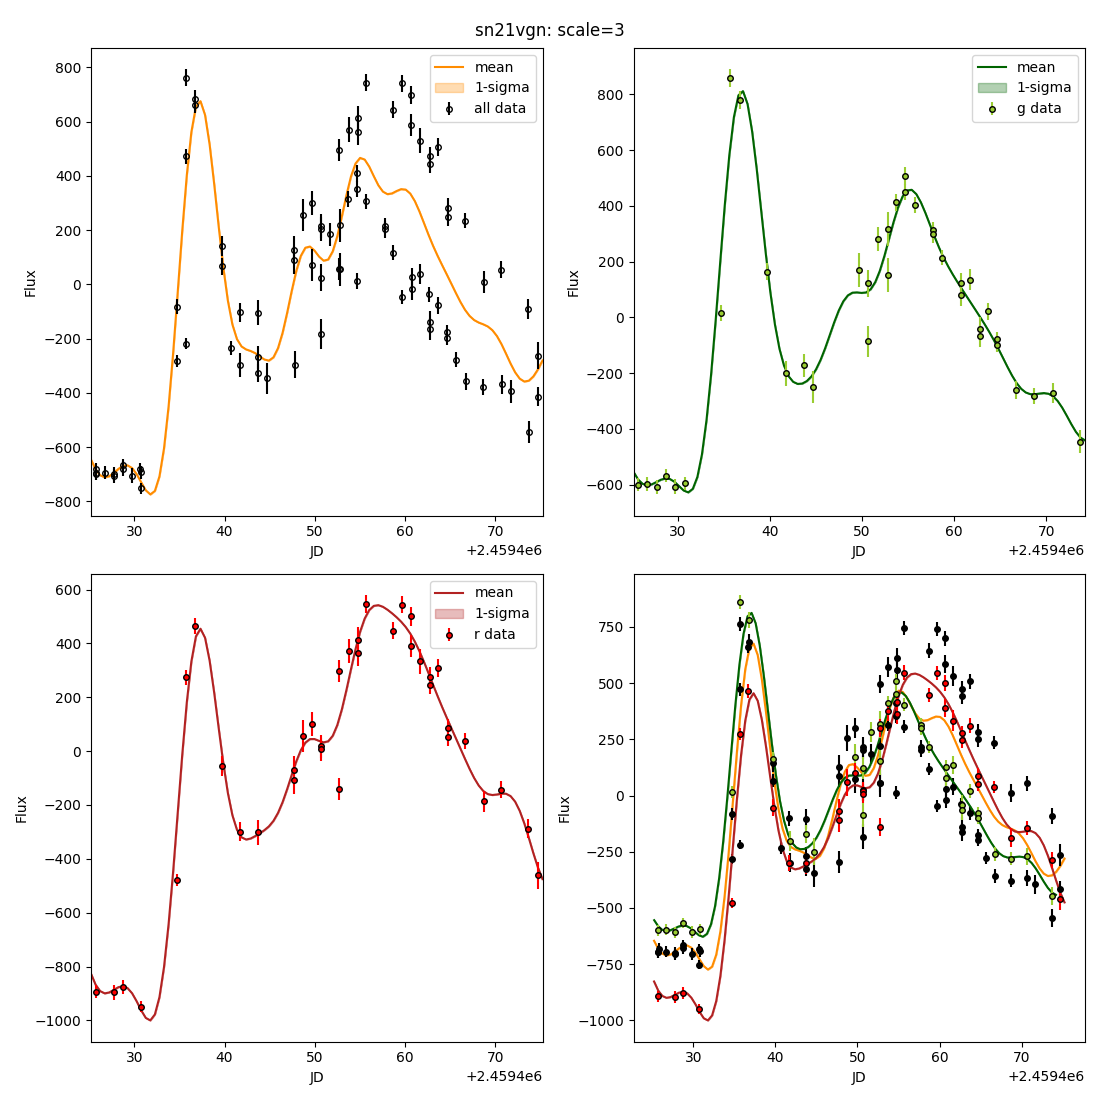 sn21vgn: scale=3
800
600
400
200
0
−200
−400
−600
−800
Flux
mean
1-sigma
all data
30
40
50
60
70
JD
+2.4594e6
800
600
400
200
0
−200
−400
−600
Flux
mean
1-sigma
g data
30
40
50
60
70
JD
+2.4594e6
600
400
200
0
−200
−400
−600
−800
−1000
Flux
mean
1-sigma
r data
30
40
50
60
70
JD
+2.4594e6
750
500
250
0
−250
−500
−750
−1000
Flux
30
40
50
60
70
JD
+2.4594e6